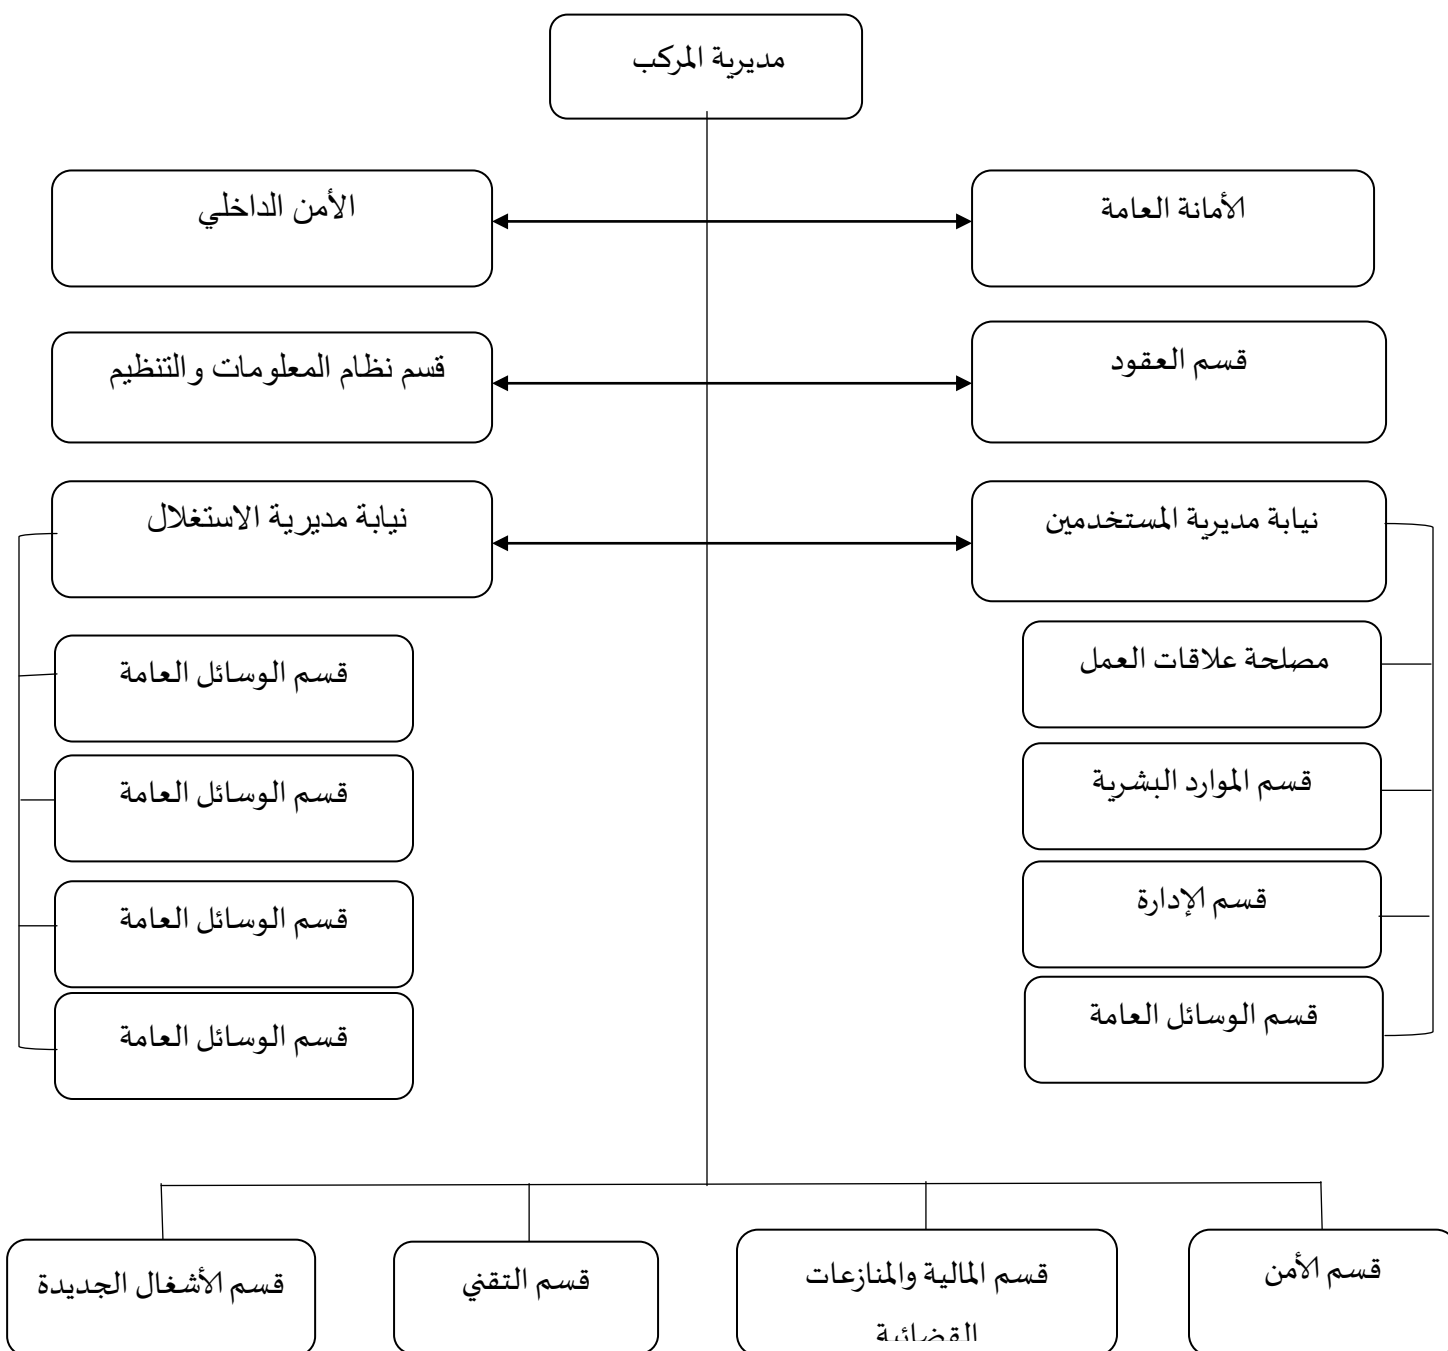 مديرية المركب
الأمانة العامة
الأمن الداخلي
قسم العقود
قسم نظام المعلومات والتنظيم
نيابة مديرية المستخدمين
نيابة مديرية الاستغلال
مصلحة علاقات العمل
قسم الوسائل العامة
قسم الموارد البشرية
قسم الوسائل العامة
قسم الإدارة
قسم الوسائل العامة
قسم الوسائل العامة
قسم الوسائل العامة
قسم الأمن
قسم المالية والمنازعات
القضائية
قسم التقني
قسم الأشغال الجديدة